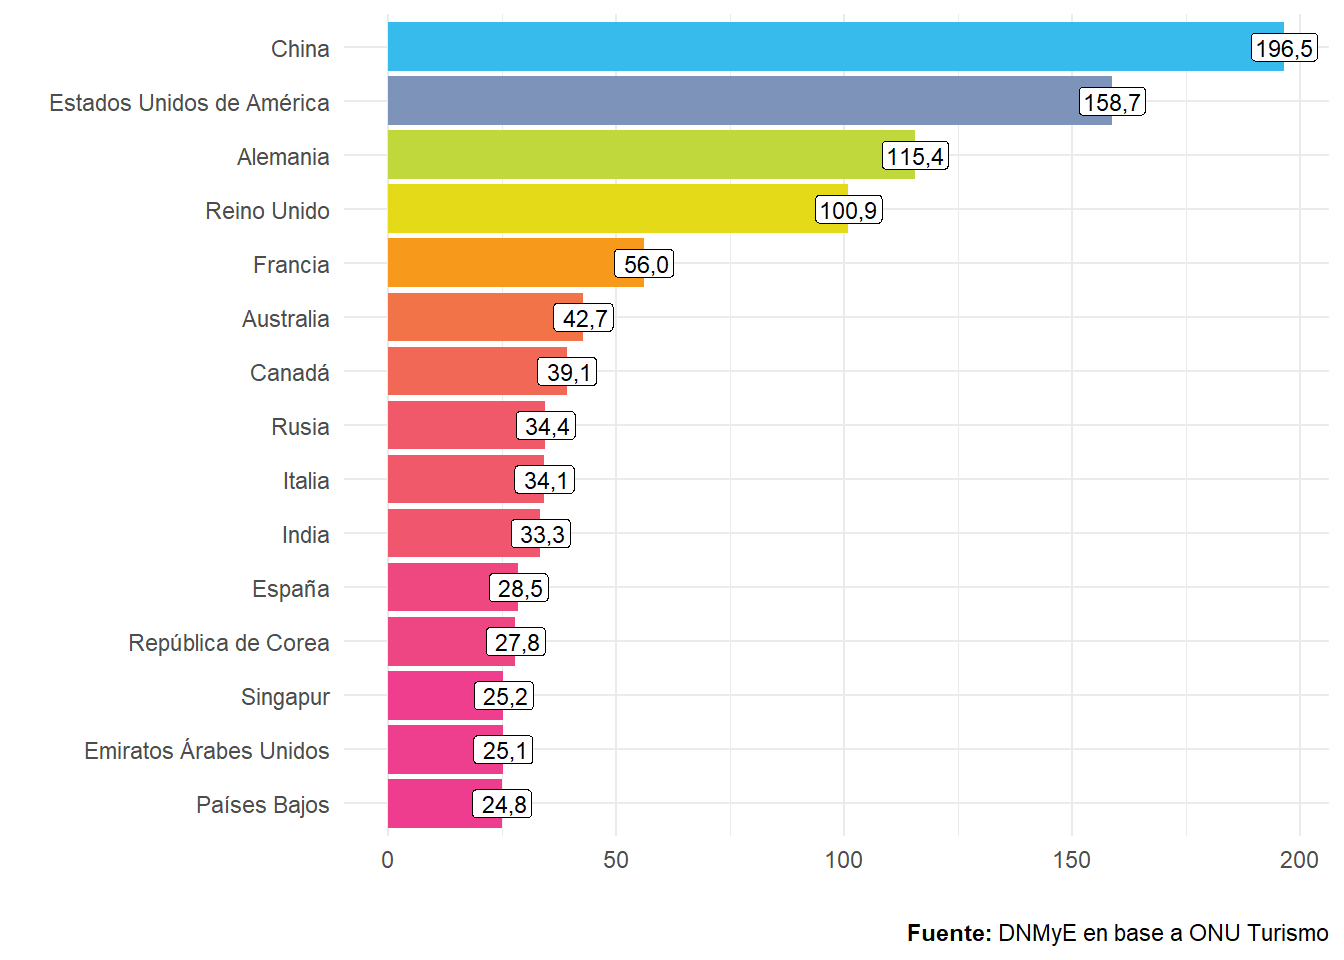 China 196,5
Estados Unidos de América 158,7
Alemania 115,4
Reino Unido 100,9
Francia 56,0
Australia 42,7
Canadá 39,1
Rusia 34,4
Italia 34,1
India 33,3
España 28,5
República de Corea 27,8
Singapur 25,2
Emiratos Árabes Unidos 25,1
Países Bajos 24,8
0 50 100 150 200
Fuente: DNMyE en base a ONU Turismo